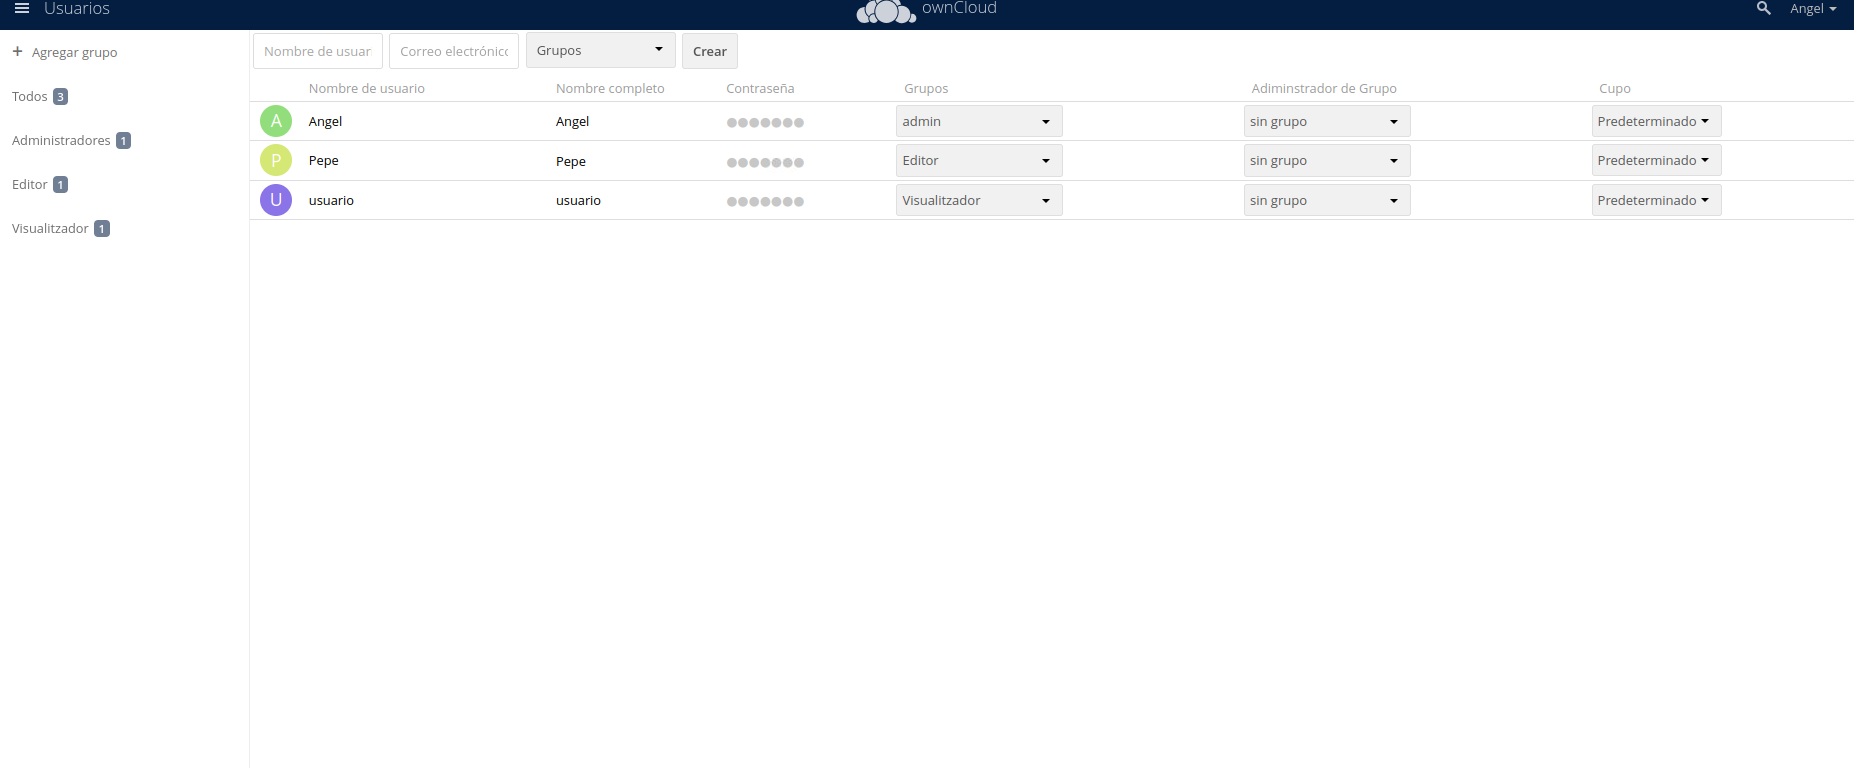 Usuarios
ownCloud
Angel
+ Agregar grupo
Todos 3
Administradores 1
Editor 1
Visualitzador 1
Nombre de usuar Correo electrónic Grupos Crear
Nombre de usuario Nombre completo Contraseña Grupos Adiminstrador de Grupo Cupo
A Angel Angel ●●●●●●● admin sin grupo Predeterminado
P Pepe Pepe ●●●●●●● Editor sin grupo Predeterminado
U usuario usuario ●●●●●●● Visualitzador sin grupo Predeterminado